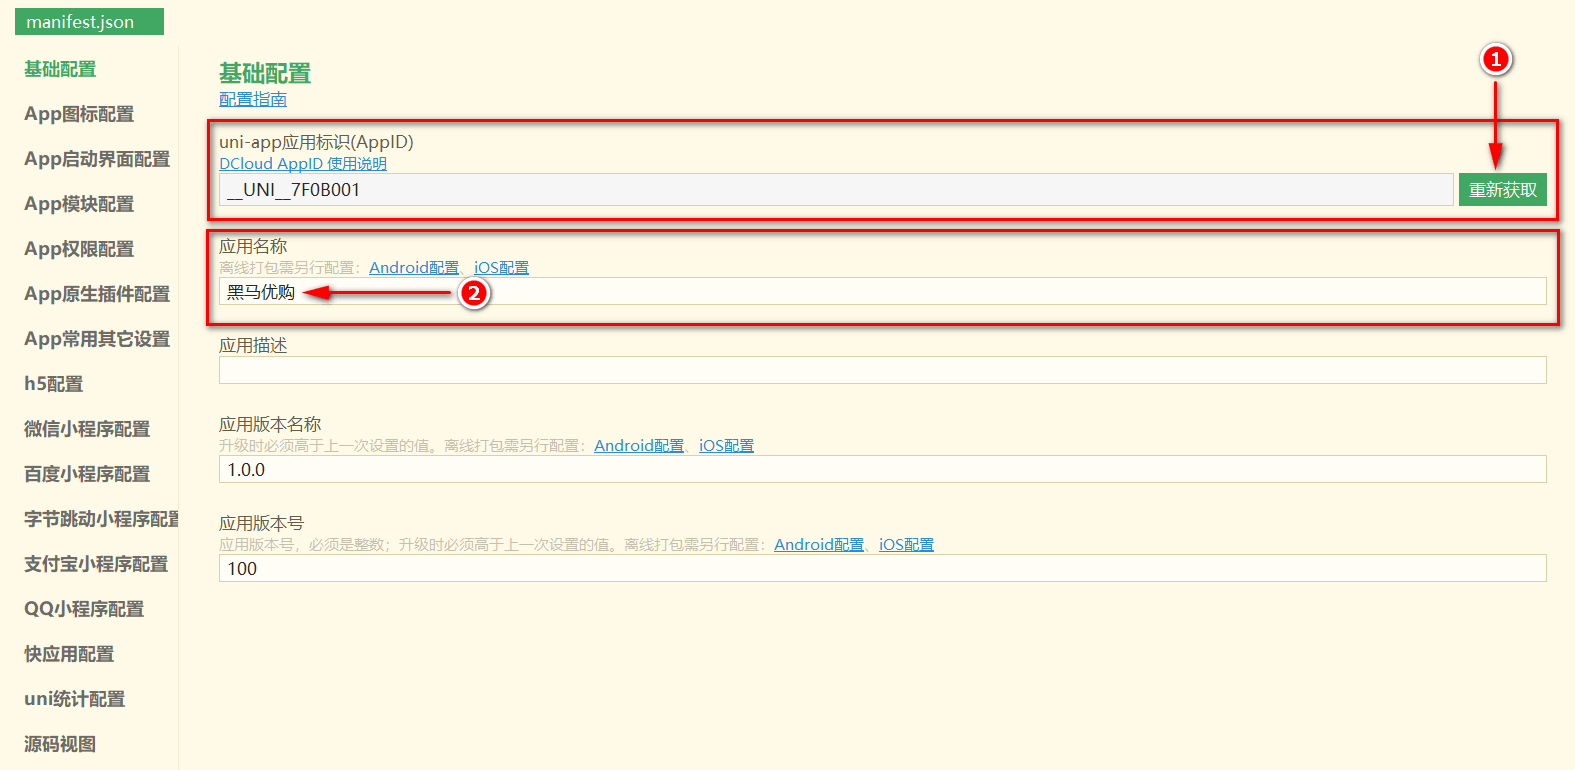 manifest.json
基础配置
App图标配置
App启动界面配置
App模块配置
App权限配置
App原生插件配置
App常用其它设置
h5配置
微信小程序配置
百度小程序配置
字节跳动小程序配置
支付宝小程序配置
QQ小程序配置
快应用配置
uni统计配置
源码视图
基础配置
配置指南
1
uni-app应用标识(AppID)
DCloud AppID 使用说明
__UNI__7F0B001
重新获取
应用名称
离线打包需另行配置：Android配置、iOS配置
黑马优购
2
应用描述
应用版本名称
升级时必须高于上一次设置的值。离线打包需另行配置：Android配置、iOS配置
1.0.0
应用版本号
应用版本号，必须是整数；升级时必须高于上一次设置的值。离线打包需另行配置：Android配置、iOS配置
100